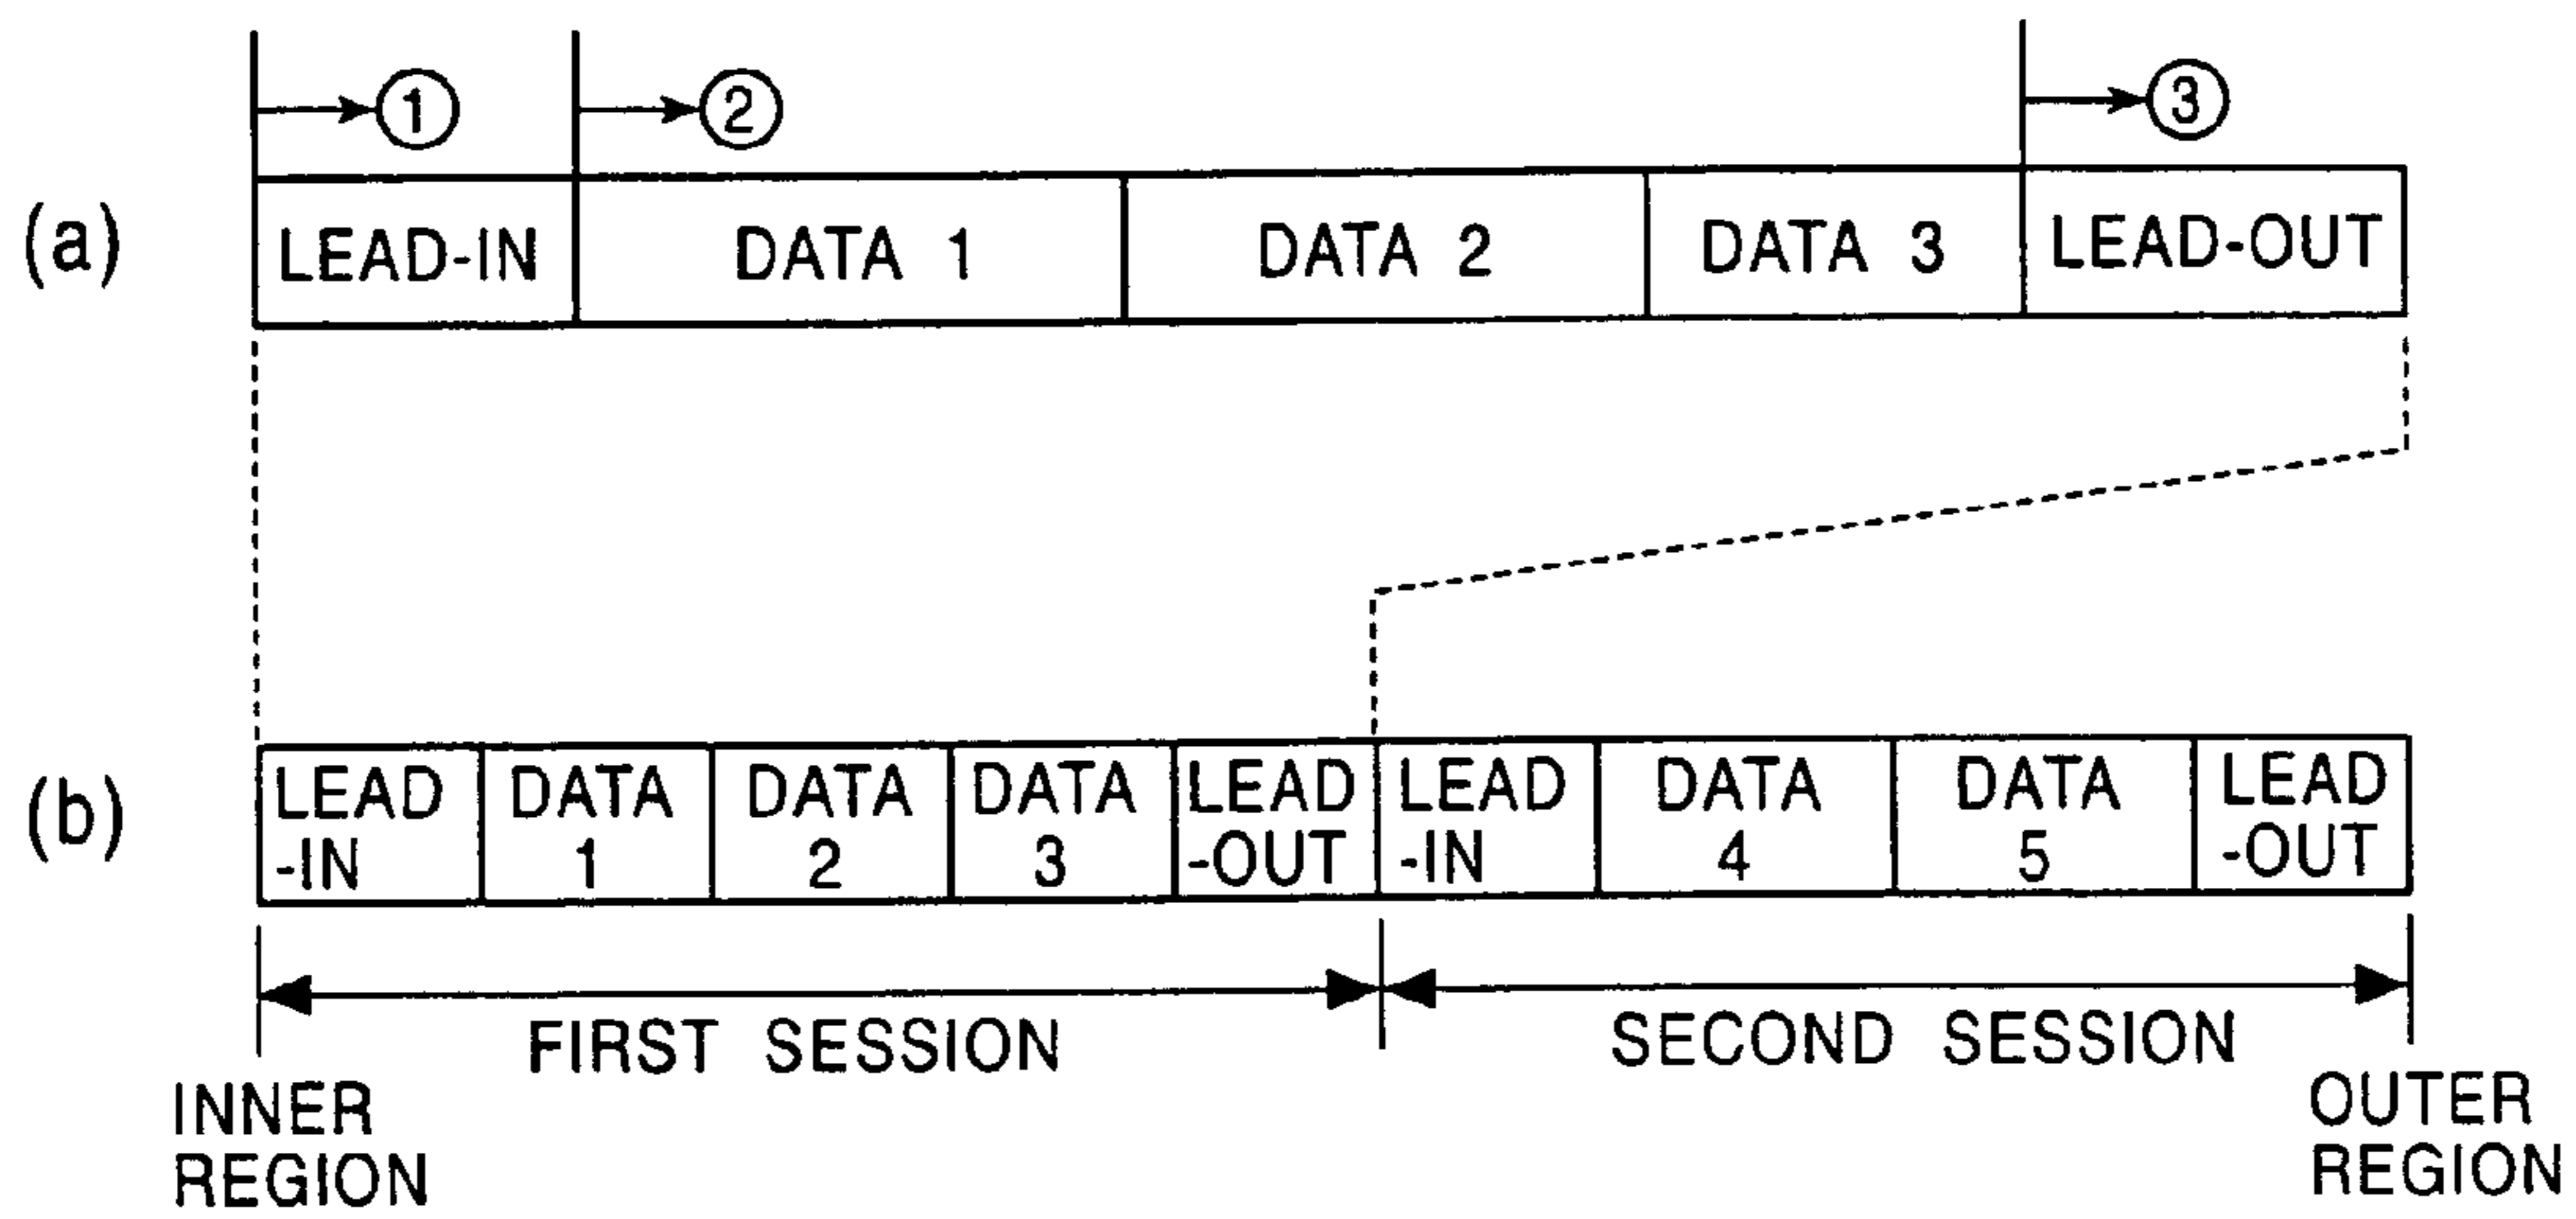 ① ② ③
(a) LEAD-IN DATA 1 DATA 2 DATA 3 LEAD-OUT
(b) LEAD DATA DATA DATA LEAD LEAD DATA DATA LEAD
-IN 1 2 3 -OUT -IN 4 5 -OUT
FIRST SESSION SECOND SESSION
INNER OUTER
REGION REGION